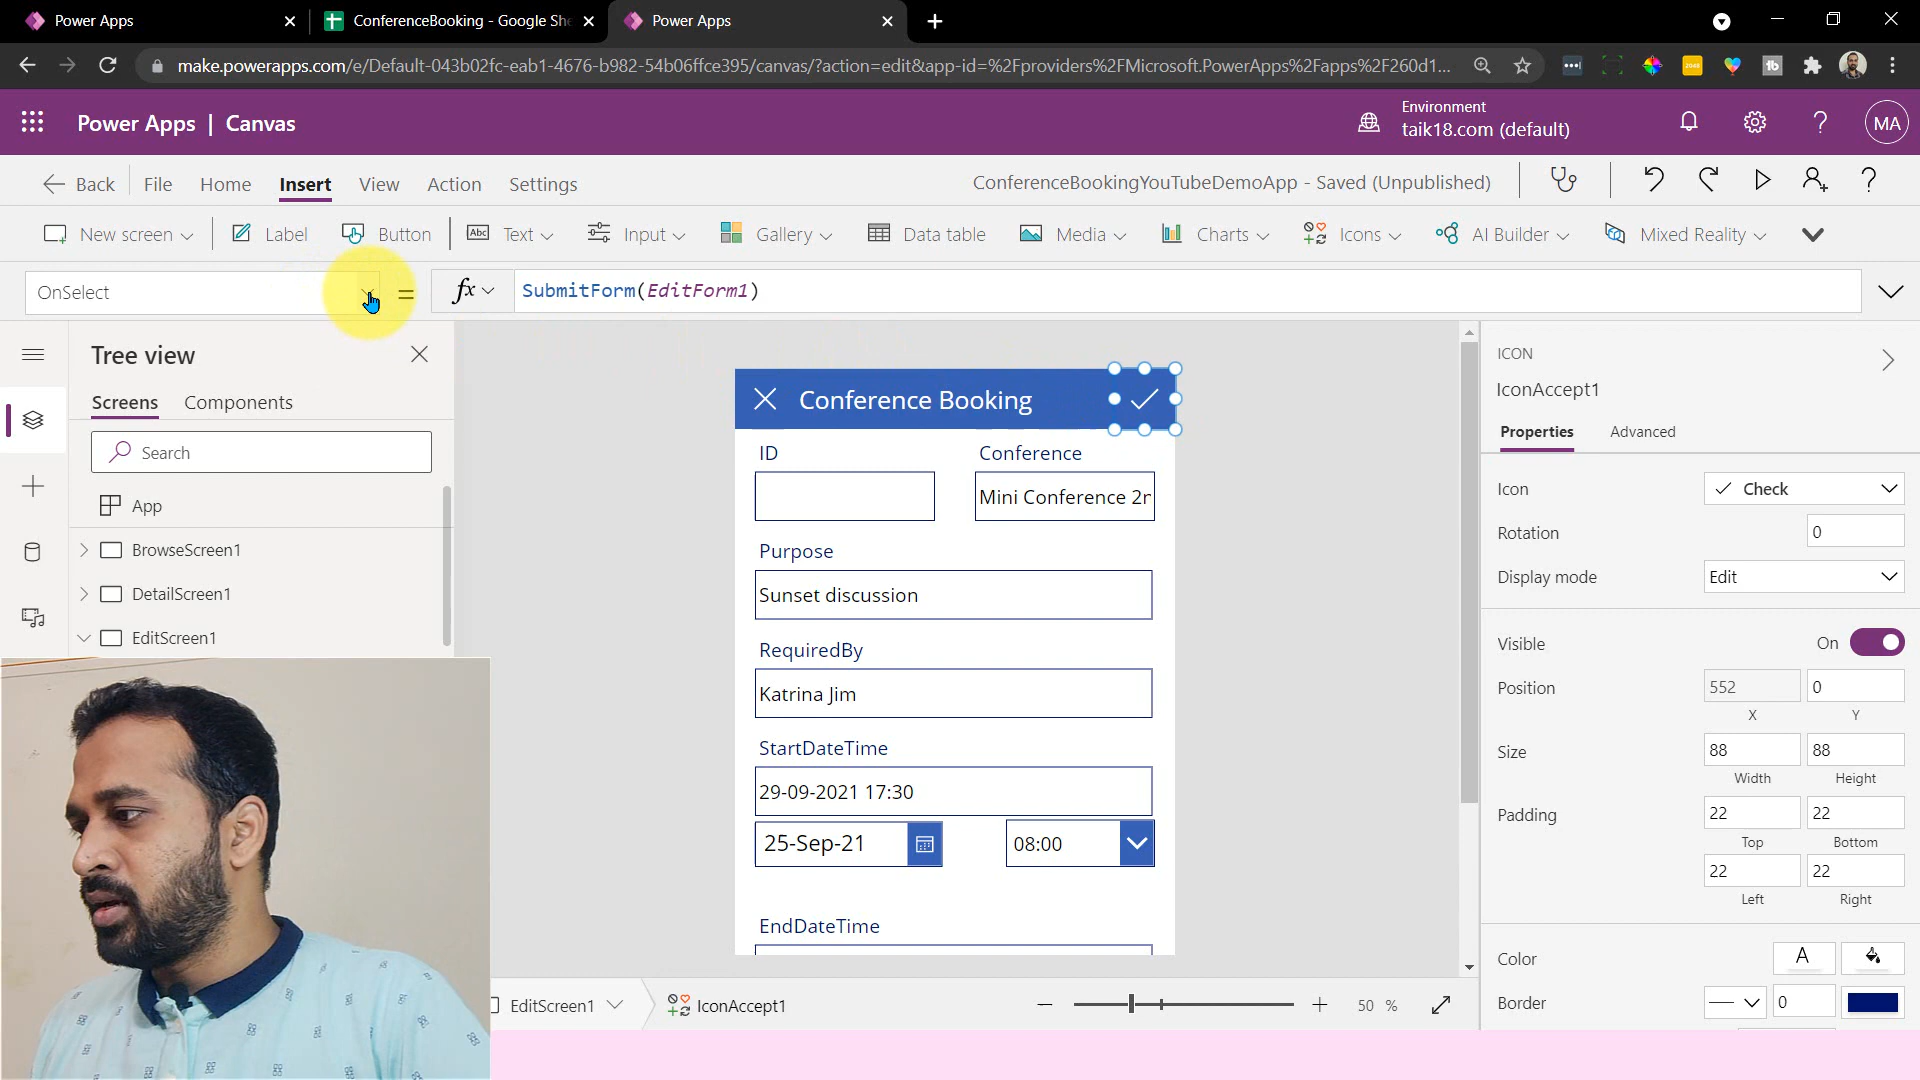 Power Apps
ConferenceBooking - Google She
Power Apps
make.powerapps.com/e/Default-043b02fc-eab1-4676-b982-54b06ffce395/canvas/?action=edit&app-id=%2Fproviders%2FMicrosoft.PowerApps%2Fapps%2F260d1...
Power Apps | Canvas
Environment
taik18.com (default)
MA
Back
File
Home
Insert
View
Action
Settings
ConferenceBookingYouTubeDemoApp - Saved (Unpublished)
New screen
Label
Button
Text
Input
Gallery
Data table
Media
Charts
Icons
AI Builder
Mixed Reality
OnSelect
=
fx
SubmitForm(EditForm1)
Tree view
Screens
Components
Search
App
BrowseScreen1
DetailScreen1
EditScreen1
Conference Booking
ID
Conference
Mini Conference 2n
Purpose
Sunset discussion
RequiredBy
Katrina Jim
StartDateTime
29-09-2021 17:30
25-Sep-21
08:00
EndDateTime
EditScreen1
IconAccept1
50 %
ICON
IconAccept1
Properties
Advanced
Icon
Check
Rotation
0
Display mode
Edit
Visible
On
Position
552
0
X
Y
Size
88
88
Width
Height
Padding
22
22
Top
Bottom
22
22
Left
Right
Color
A
Border
0